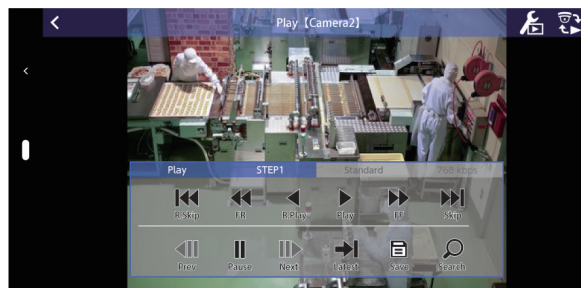 Play【Camera2】
Play STEP1 Standard 768 kbps
R.Skip FR R.Play Play FF Skip
Prev Pause Next Latest Save Search